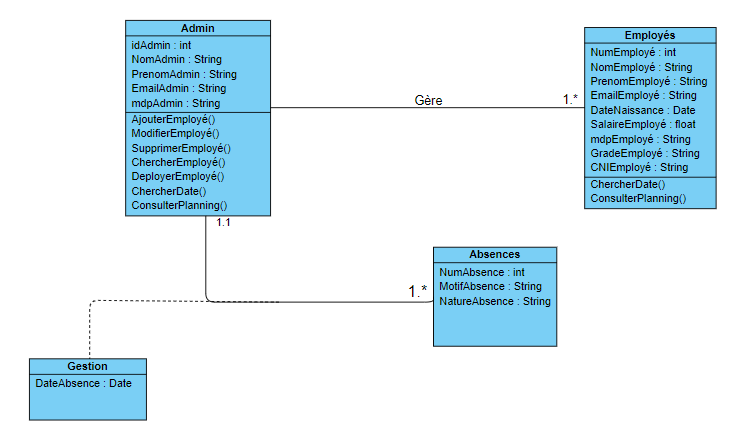 Admin
idAdmin : int
NomAdmin : String
PrenomAdmin : String
EmailAdmin : String
mdpAdmin : String
AjouterEmployé()
ModifierEmployé()
SupprimerEmployé()
ChercherEmployé()
DeployerEmployé()
ChercherDate()
ConsulterPlanning()
Gère
1.*
Employés
NumEmployé : int
NomEmployé : String
PrenomEmployé : String
EmailEmployé : String
DateNaissance : Date
SalaireEmployé : float
mdpEmployé : String
GradeEmployé : String
CNIEmployé : String
ChercherDate()
ConsulterPlanning()
1.1
1.*
Absences
NumAbsence : int
MotifAbsence : String
NatureAbsence : String
Gestion
DateAbsence : Date